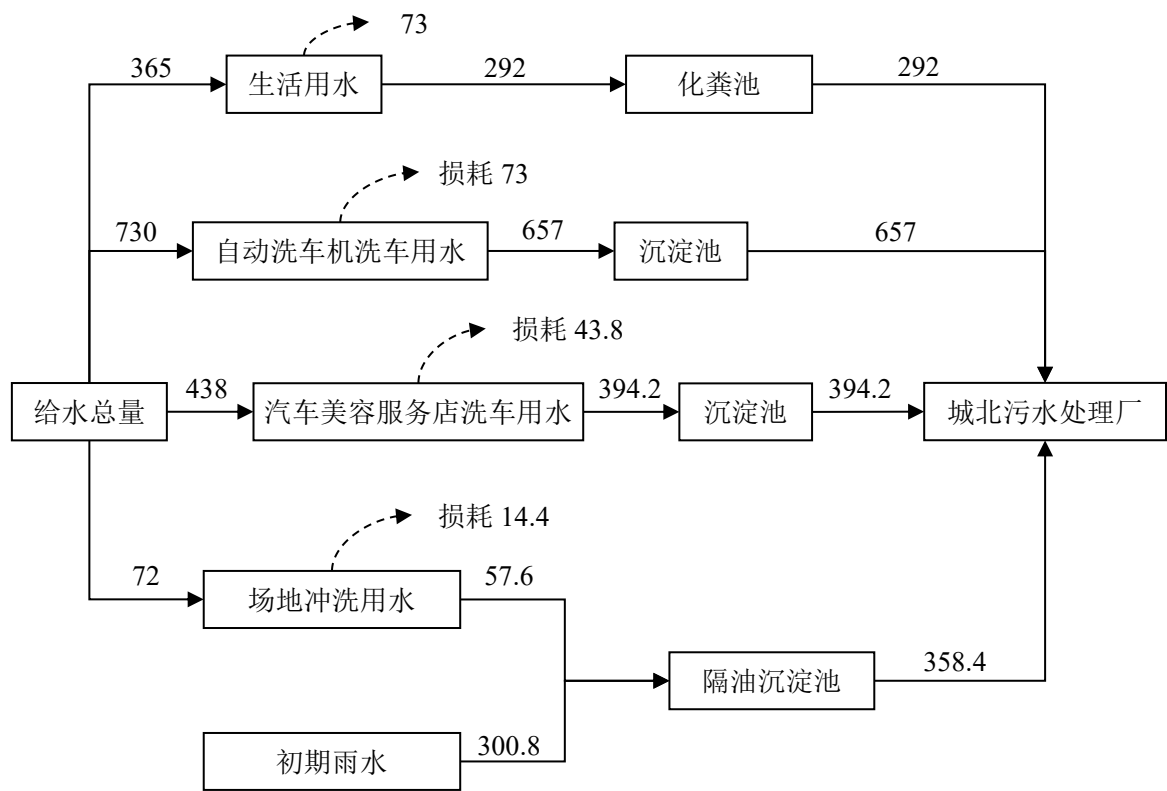 73
365
生活用水
292
化粪池
292
损耗 73
730
自动洗车机洗车用水
657
沉淀池
657
损耗 43.8
给水总量
438
汽车美容服务店洗车用水
394.2
沉淀池
394.2
城北污水处理厂
损耗 14.4
72
场地冲洗用水
57.6
隔油沉淀池
358.4
初期雨水
300.8